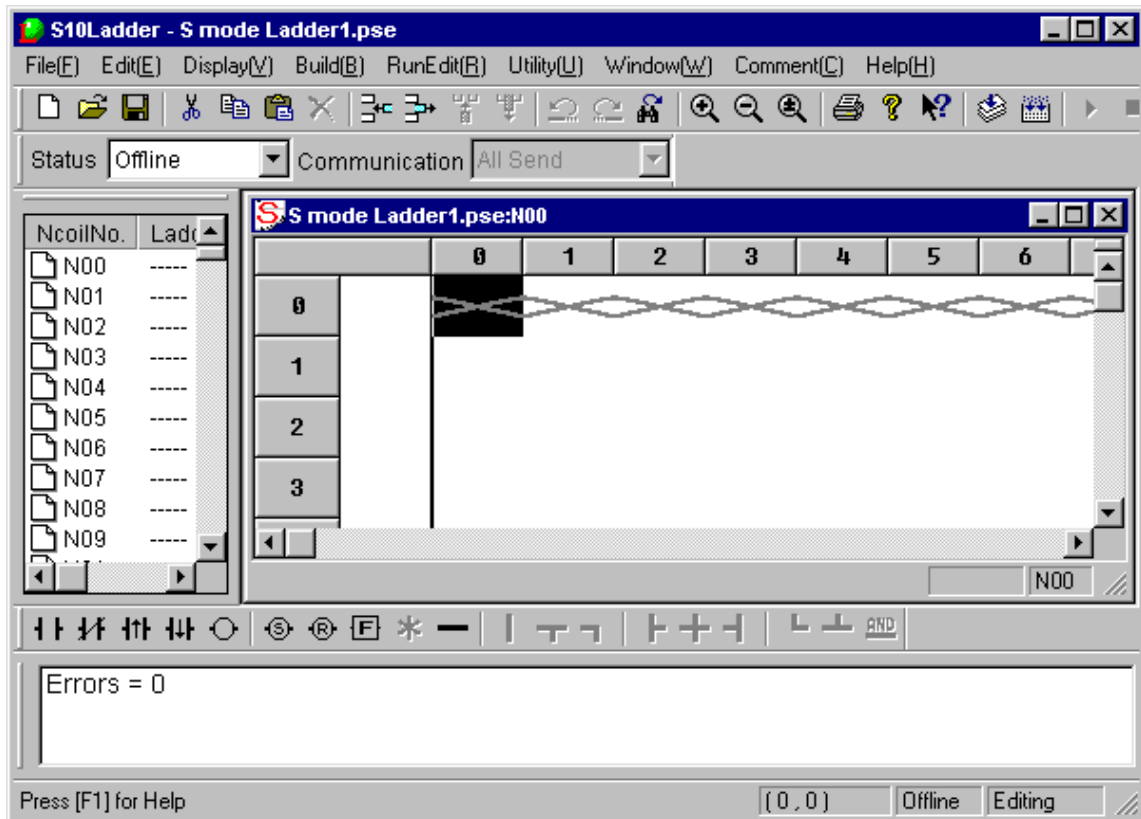 S10Ladder - S mode Ladder1.pse
File(F) Edit(E) Display(V) Build(B) RunEdit(R) Utility(U) Window(W) Comment(C) Help(H)
Status Offline Communication All Send
NcoilNo. Ladd
N00 -----
N01 -----
N02 -----
N03 -----
N04 -----
N05 -----
N06 -----
N07 -----
N08 -----
N09 -----
S S mode Ladder1.pse:N00
0 1 2 3 4 5 6
0
1
2
3
N00
S R F AND
Errors = 0
Press [F1] for Help (0,0) Offline Editing